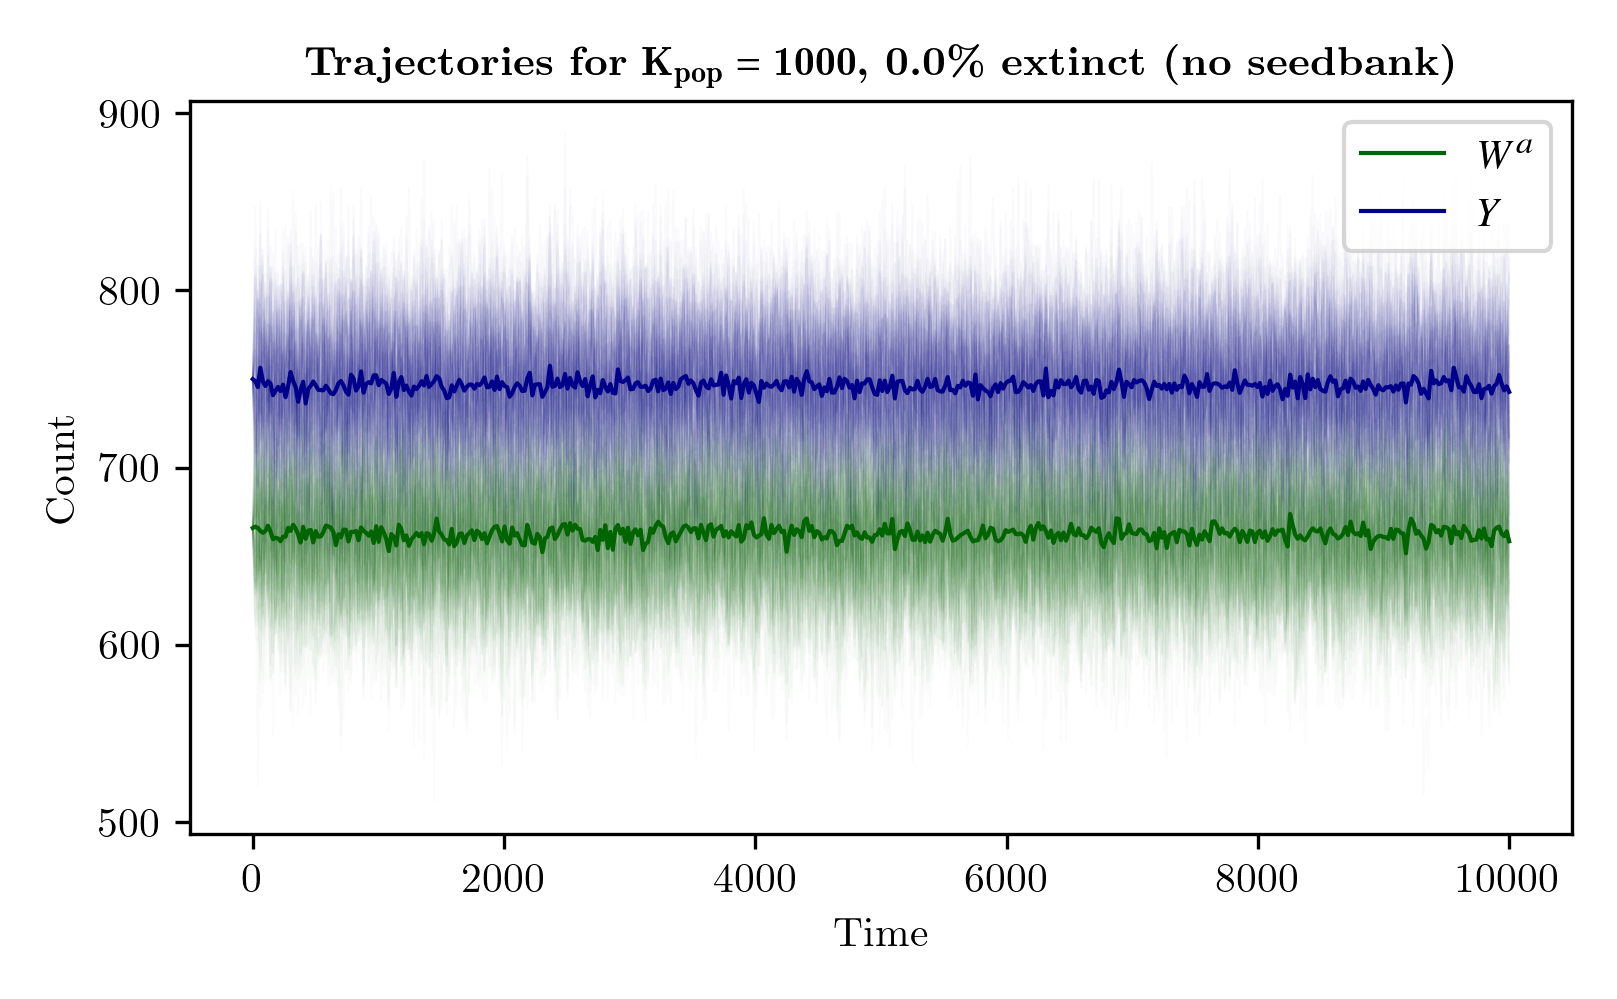 Trajectories for K_pop = 1000, 0.0% extinct (no seedbank)
900
800
700
600
500
Count
W^a
Y
0 2000 4000 6000 8000 10000
Time